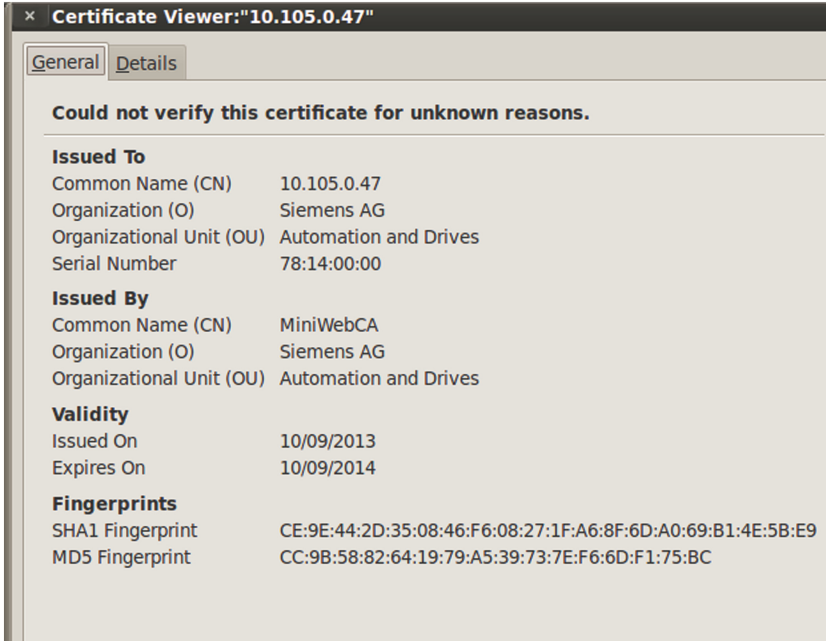 × Certificate Viewer:"10.105.0.47"
General Details
Could not verify this certificate for unknown reasons.
Issued To
Common Name (CN) 10.105.0.47
Organization (O) Siemens AG
Organizational Unit (OU) Automation and Drives
Serial Number 78:14:00:00
Issued By
Common Name (CN) MiniWebCA
Organization (O) Siemens AG
Organizational Unit (OU) Automation and Drives
Validity
Issued On 10/09/2013
Expires On 10/09/2014
Fingerprints
SHA1 Fingerprint CE:9E:44:2D:35:08:46:F6:08:27:1F:A6:8F:6D:A0:69:B1:4E:5B:E9
MD5 Fingerprint CC:9B:58:82:64:19:79:A5:39:73:7E:F6:6D:F1:75:BC